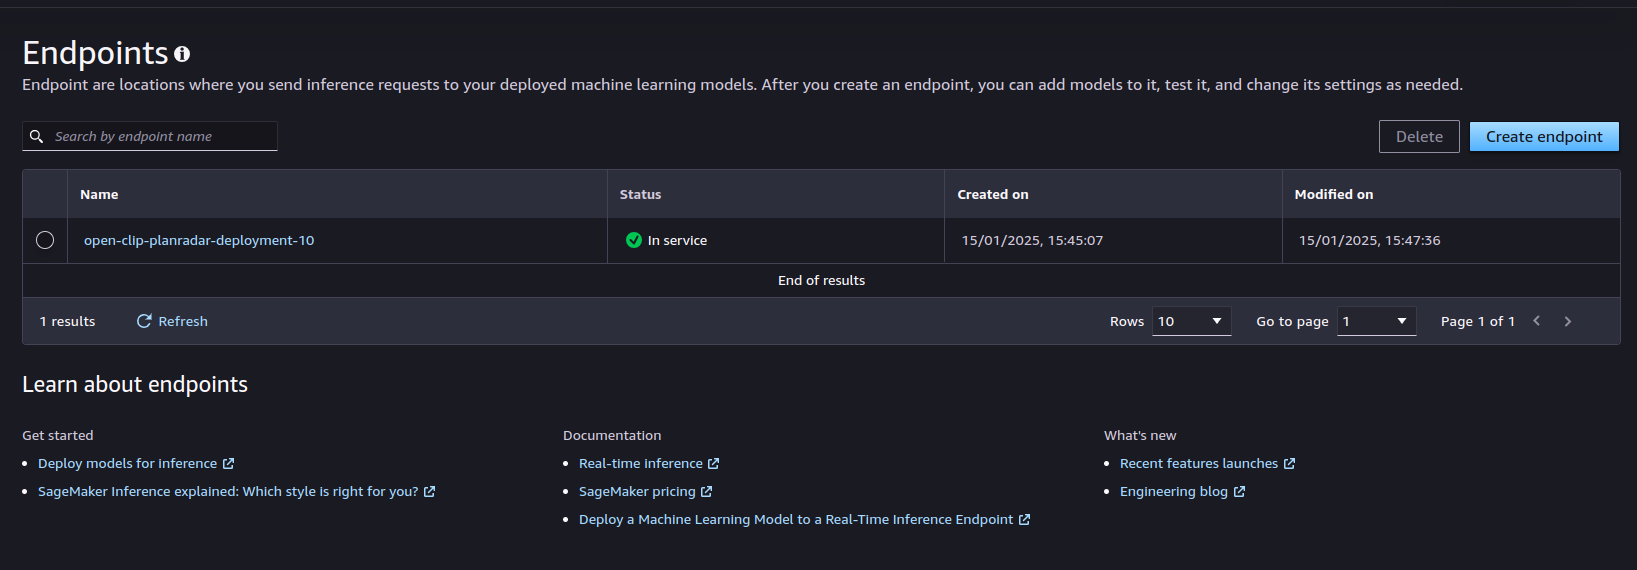 Endpoints
Endpoint are locations where you send inference requests to your deployed machine learning models. After you create an endpoint, you can add models to it, test it, and change its settings as needed.
Search by endpoint name
Delete
Create endpoint
Name Status Created on Modified on
open-clip-planradar-deployment-10 In service 15/01/2025, 15:45:07 15/01/2025, 15:47:36
End of results
1 results Refresh Rows 10 Go to page 1 Page 1 of 1
Learn about endpoints
Get started
Deploy models for inference
SageMaker Inference explained: Which style is right for you?
Documentation
Real-time inference
SageMaker pricing
Deploy a Machine Learning Model to a Real-Time Inference Endpoint
What's new
Recent features launches
Engineering blog